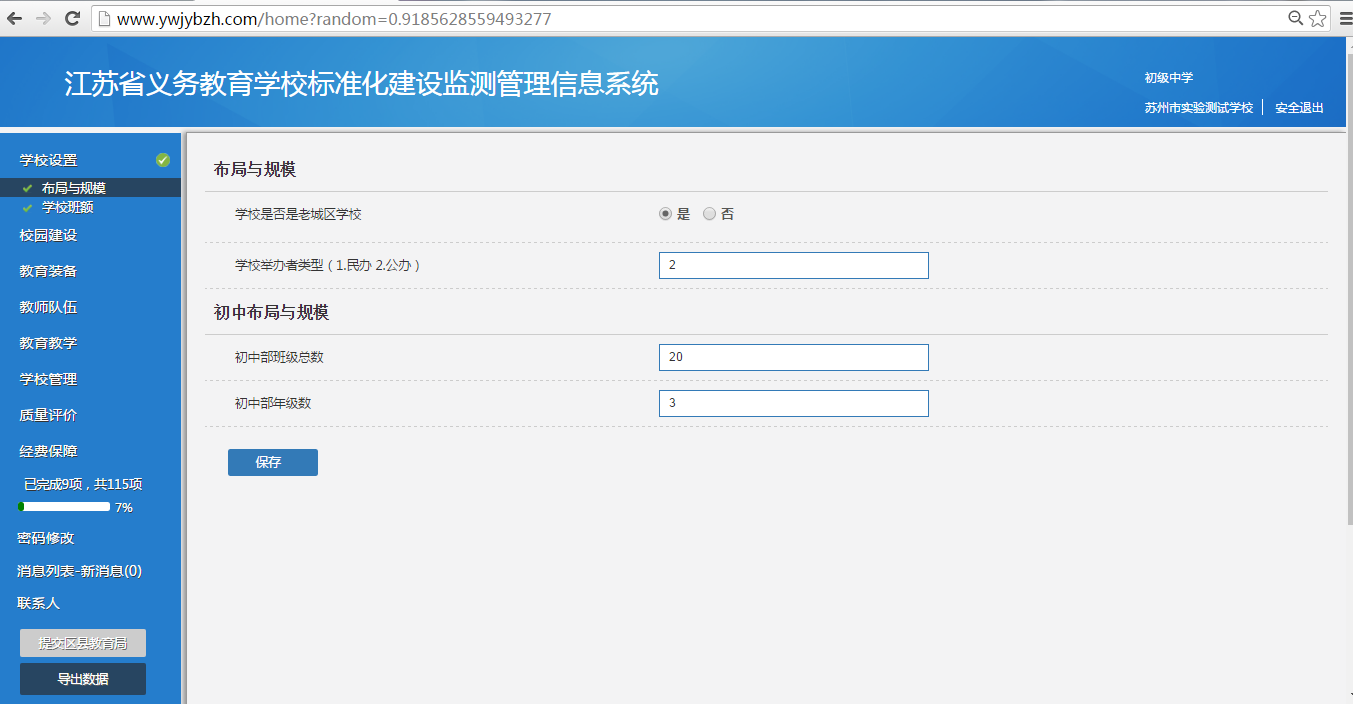 www.ywjybzh.com/home?random=0.9185628559493277
江苏省义务教育学校标准化建设监测管理信息系统
初级中学
苏州市实验测试学校 | 安全退出
学校设置
布局与规模
学校班额
校园建设
教育装备
教师队伍
教育教学
学校管理
质量评价
经费保障
已完成9项，共115项
7%
密码修改
消息列表-新消息(0)
联系人
提交区县教育局
导出数据
布局与规模
学校是否是老城区学校 是 否
学校举办者类型（1.民办 2.公办） 2
初中布局与规模
初中部班级总数 20
初中部年级数 3
保存